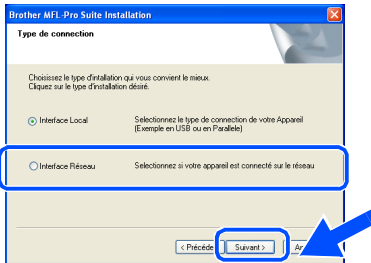 Brother MFL-Pro Suite Installation
Type de connection
Choisissez le type d'intallation qui vous convient le mieux.
Cliquez sur le type d'installation désiré.
Interface Local
Selectionnez le type de connection de votre Appareil
(Exemple en USB ou en Parallele)
Interface Réseau
Selectionnez si votre appareil est connecté sur le réseau
< Précéde Suivant > An